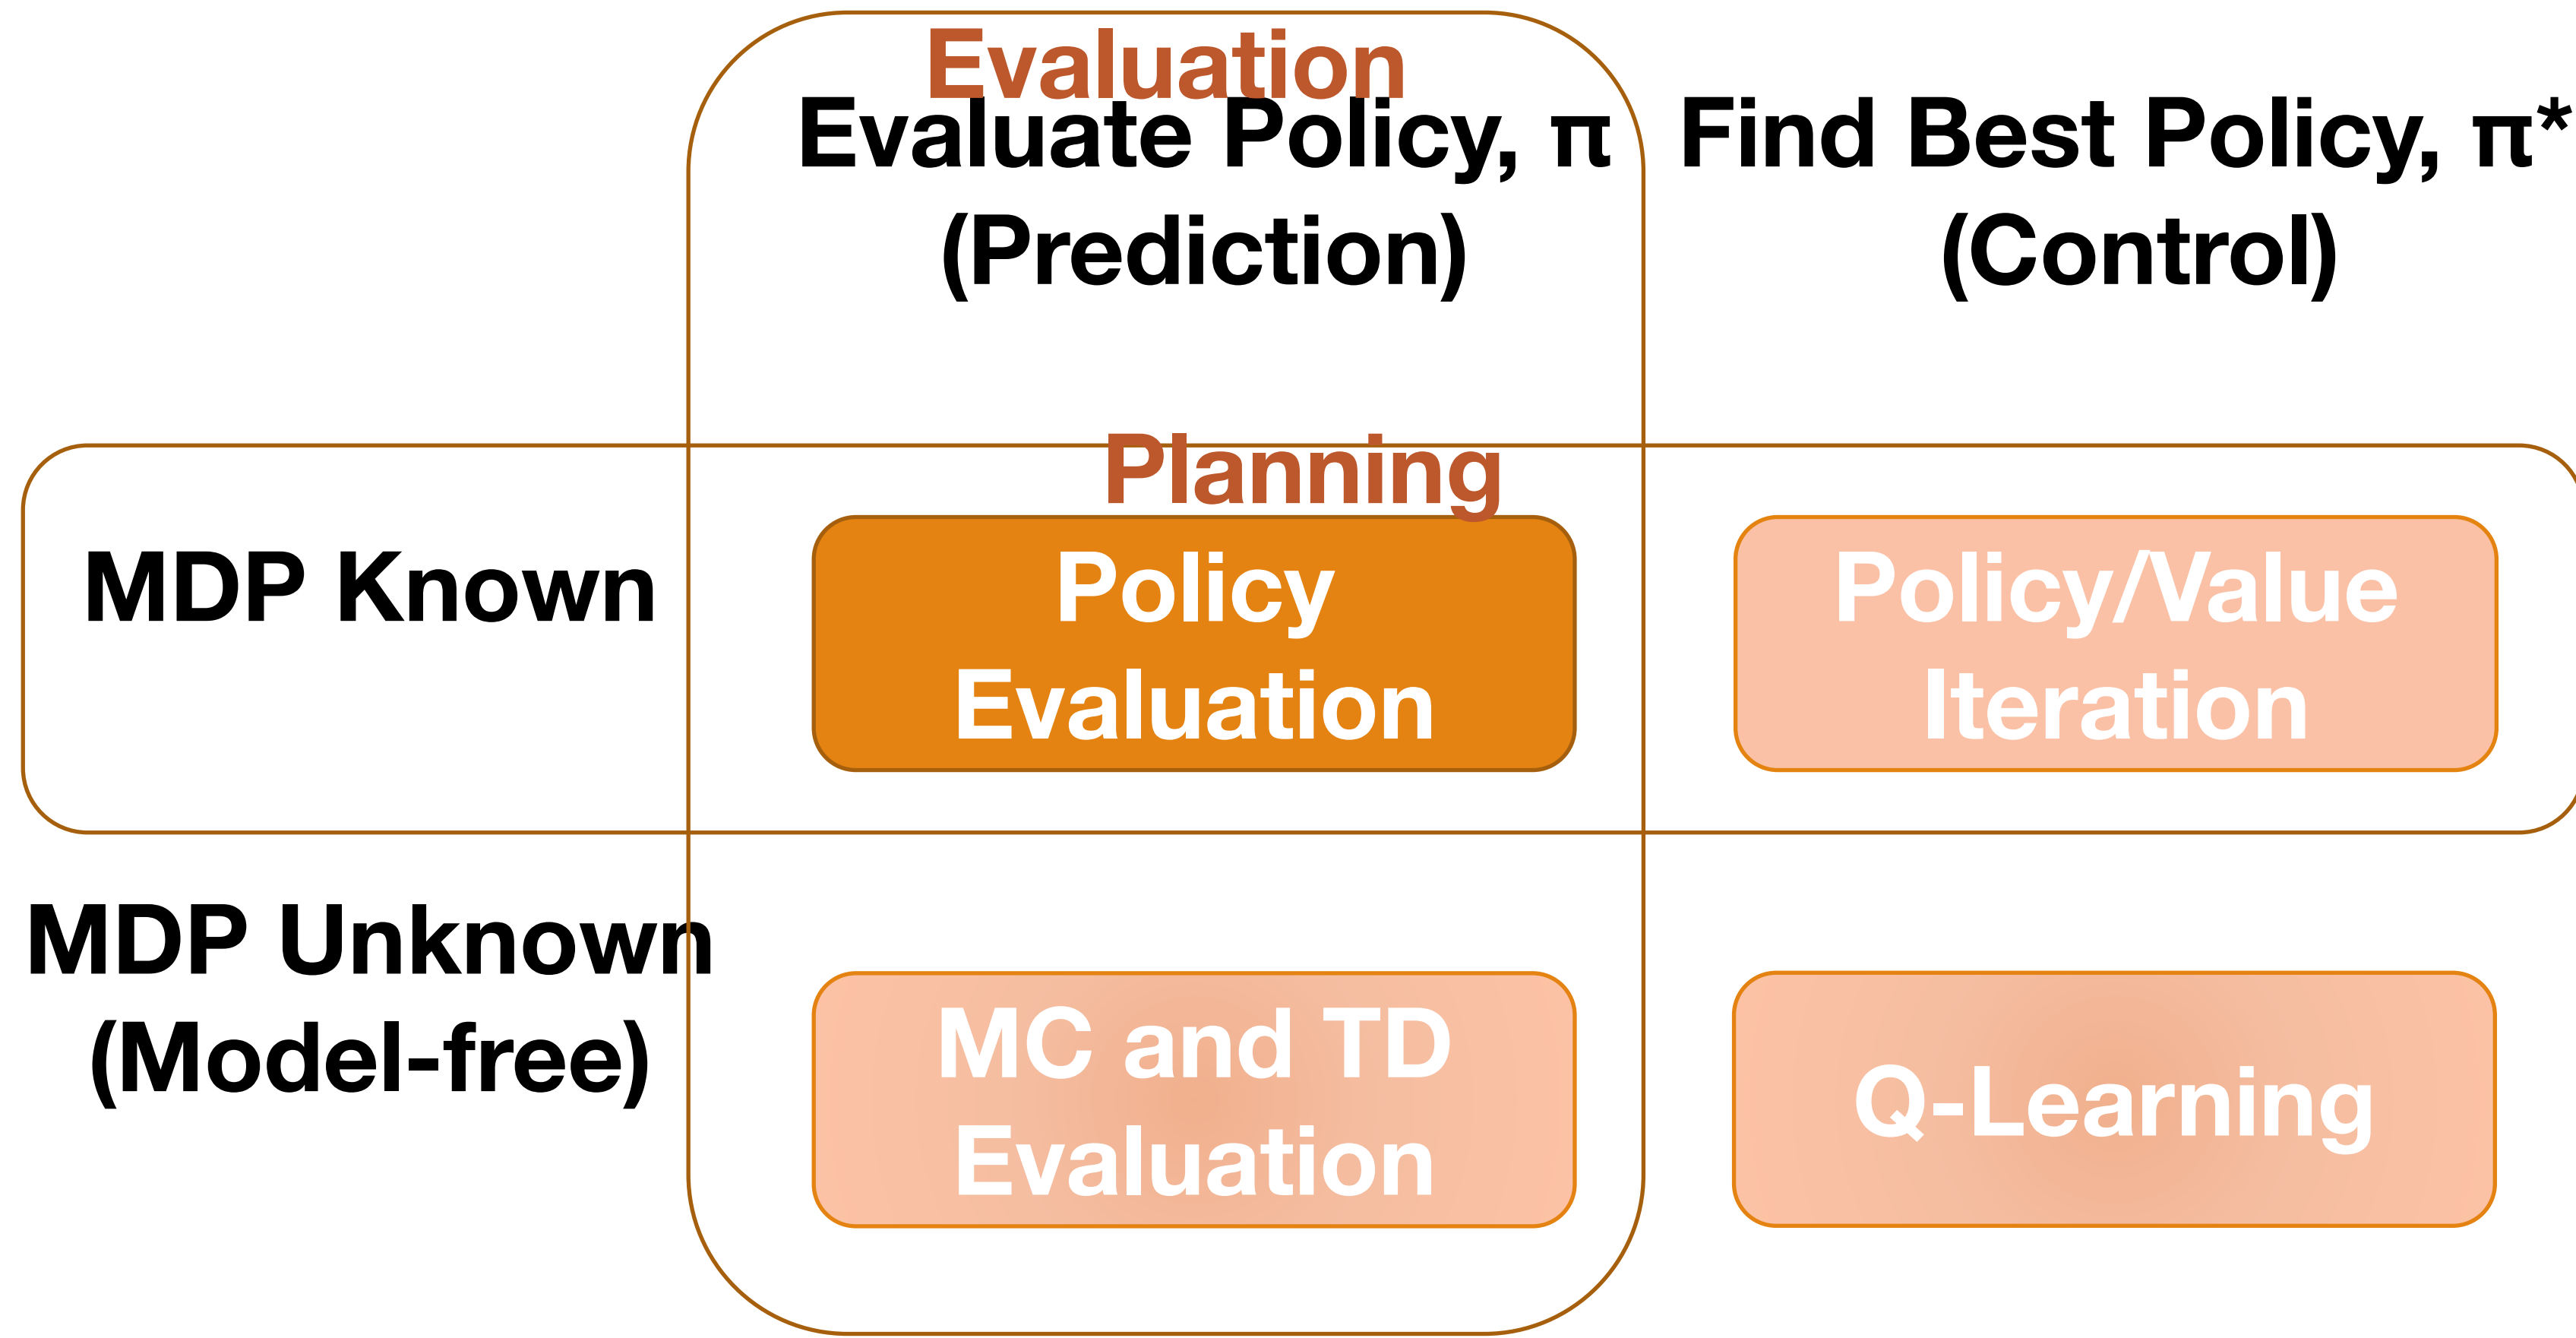 Evaluation
Evaluate Policy, π
(Prediction)
Find Best Policy, π*
(Control)
Planning
MDP Known
Policy
Evaluation
Policy/Value
Iteration
MDP Unknown
(Model-free)
MC and TD
Evaluation
Q-Learning